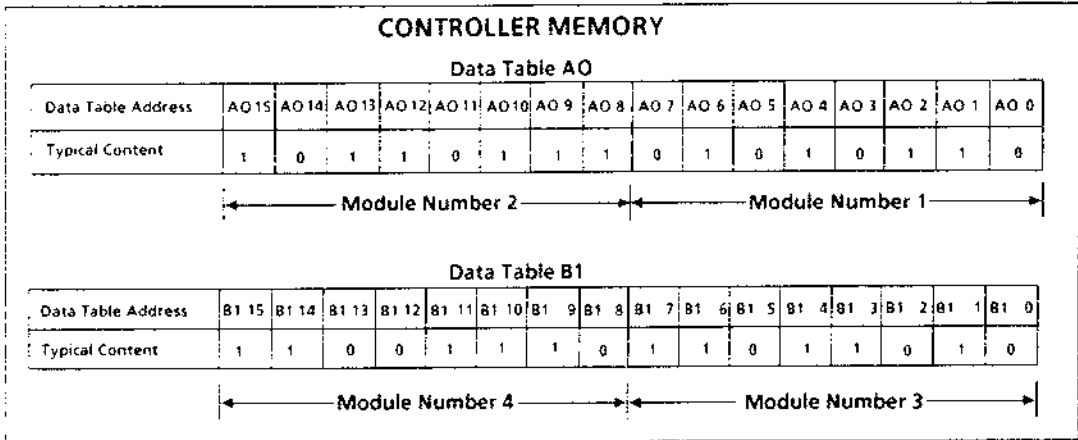 CONTROLLER MEMORY
Data Table AO
Data Table Address AO 15 AO 14 AO 13 AO 12 AO 11 AO 10 AO 9 AO 8 AO 7 AO 6 AO 5 AO 4 AO 3 AO 2 AO 1 AO 0
Typical Content 1 0 1 1 0 1 1 1 0 1 0 1 0 1 1 0
Module Number 2 Module Number 1
Data Table B1
Data Table Address B1 15 B1 14 B1 13 B1 12 B1 11 B1 10 B1 9 B1 8 B1 7 B1 6 B1 5 B1 4 B1 3 B1 2 B1 1 B1 0
Typical Content 1 1 0 0 1 1 1 0 1 1 0 1 1 0 1 0
Module Number 4 Module Number 3